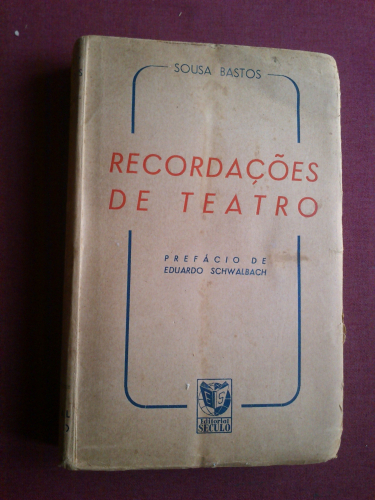 SOUSA BASTOS
RECORDAÇÕES
DE TEATRO
PREFÁCIO DE
EDUARDO SCHWALBACH
Editorial
SÉCULO